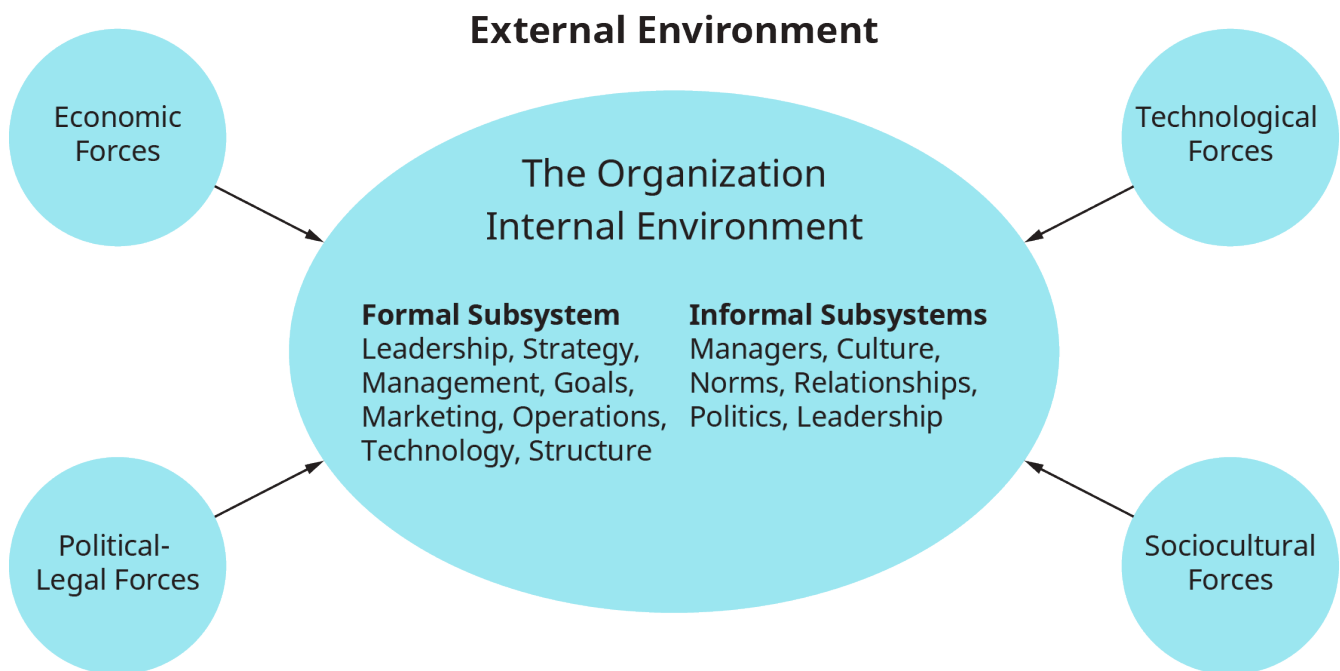 External Environment
Economic
Forces
Technological
Forces
The Organization
Internal Environment
Formal Subsystem
Leadership, Strategy,
Management, Goals,
Marketing, Operations,
Technology, Structure
Informal Subsystems
Managers, Culture,
Norms, Relationships,
Politics, Leadership
Political-
Legal Forces
Sociocultural
Forces